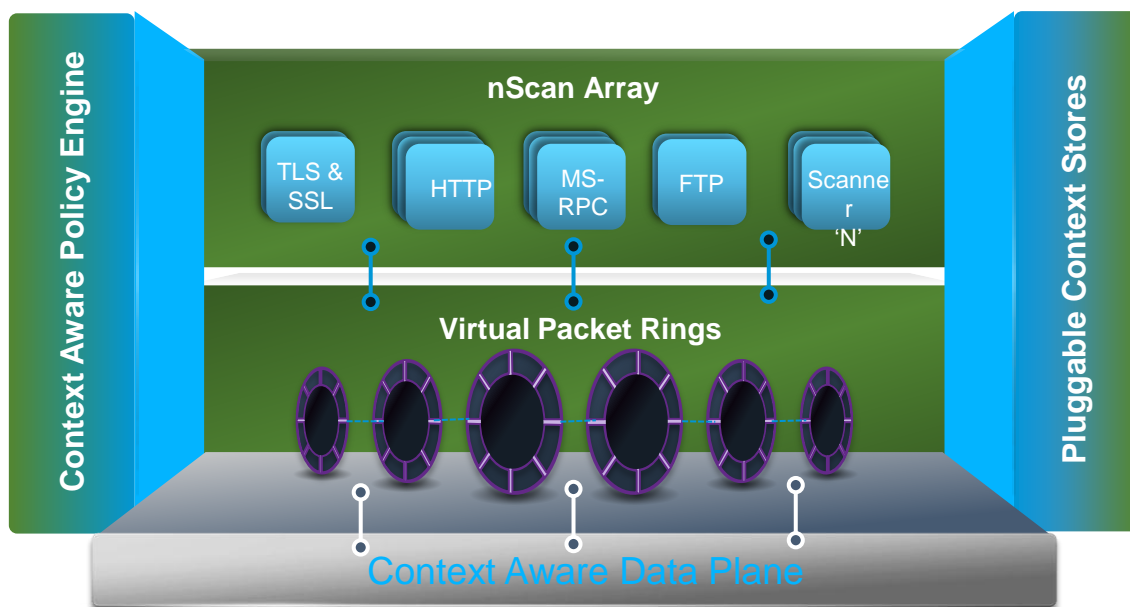 Context Aware Policy Engine
nScan Array
TLS &
SSL
HTTP
MS-
RPC
FTP
Scanne
r
‘N’
Virtual Packet Rings
Pluggable Context Stores
Context Aware Data Plane